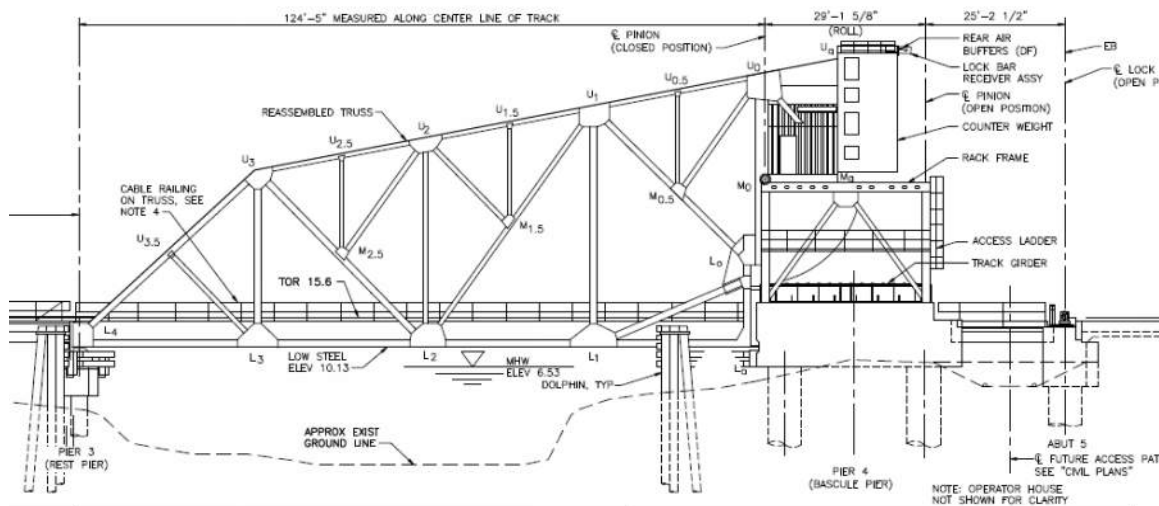 124'-5" MEASURED ALONG CENTER LINE OF TRACK
29'-1 5/8"
(ROLL)
25'-2 1/2"
℄ PINION
(CLOSED POSITION)
REAR AIR
BUFFERS (DF)
LOCK BAR
RECEIVER ASSY
℄ PINION
(OPEN POSITION)
COUNTER WEIGHT
RACK FRAME
EB
℄ LOCK
(OPEN P
REASSEMBLED TRUSS
CABLE RAILING
ON TRUSS, SEE
NOTE 4
Ua
U0
U0.5
U1
U1.5
U2
U2.5
U3
U3.5
M0
Ma
M0.5
M1.5
M2.5
L0
ACCESS LADDER
TRACK GIRDER
TOR 15.6
L4
L3
L2
L1
La
LOW STEEL
ELEV 10.13
MHW
ELEV 6.53
DOLPHIN, TYP
APPROX EXIST
GROUND LINE
PIER 3
(REST PIER)
PIER 4
(BASCULE PIER)
ABUT 5
℄ FUTURE ACCESS PAT
SEE "CIVIL PLANS"
NOTE: OPERATOR HOUSE
NOT SHOWN FOR CLARITY